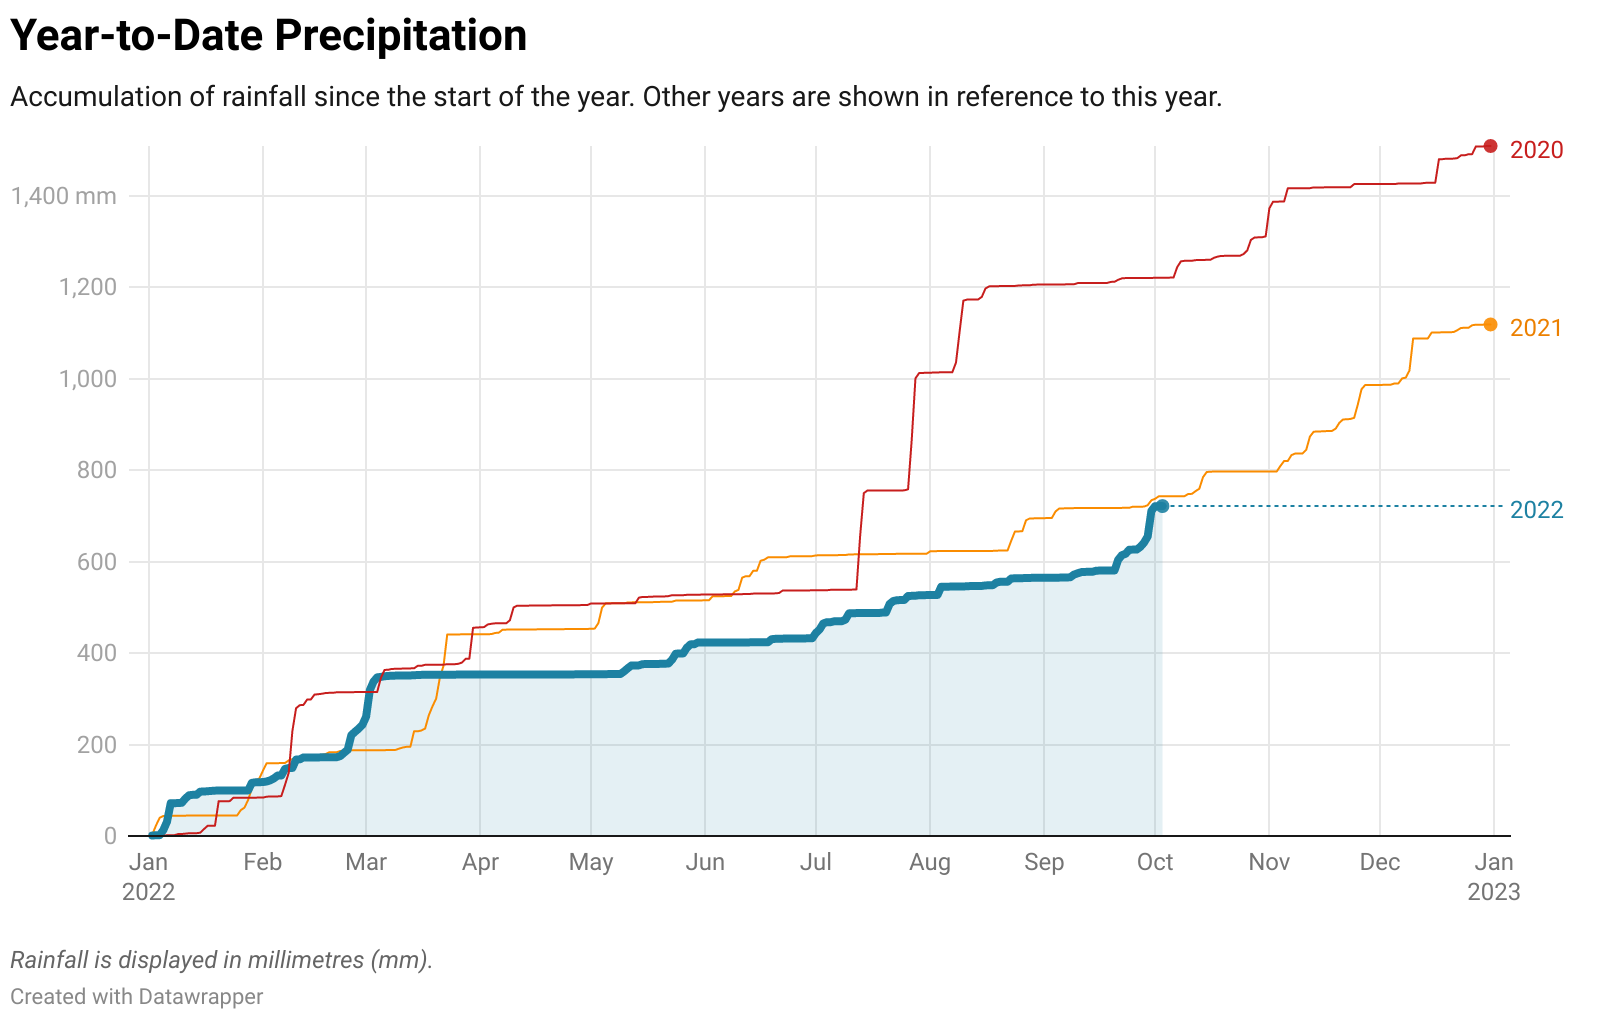 Year-to-Date Precipitation
Accumulation of rainfall since the start of the year. Other years are shown in reference to this year.
2020
1,400 mm
1,200
2021
1,000
800
2022
600
400
200
0
Jan Feb Mar Apr May Jun Jul Aug Sep Oct Nov Dec Jan
2022 2023
Rainfall is displayed in millimetres (mm).
Created with Datawrapper